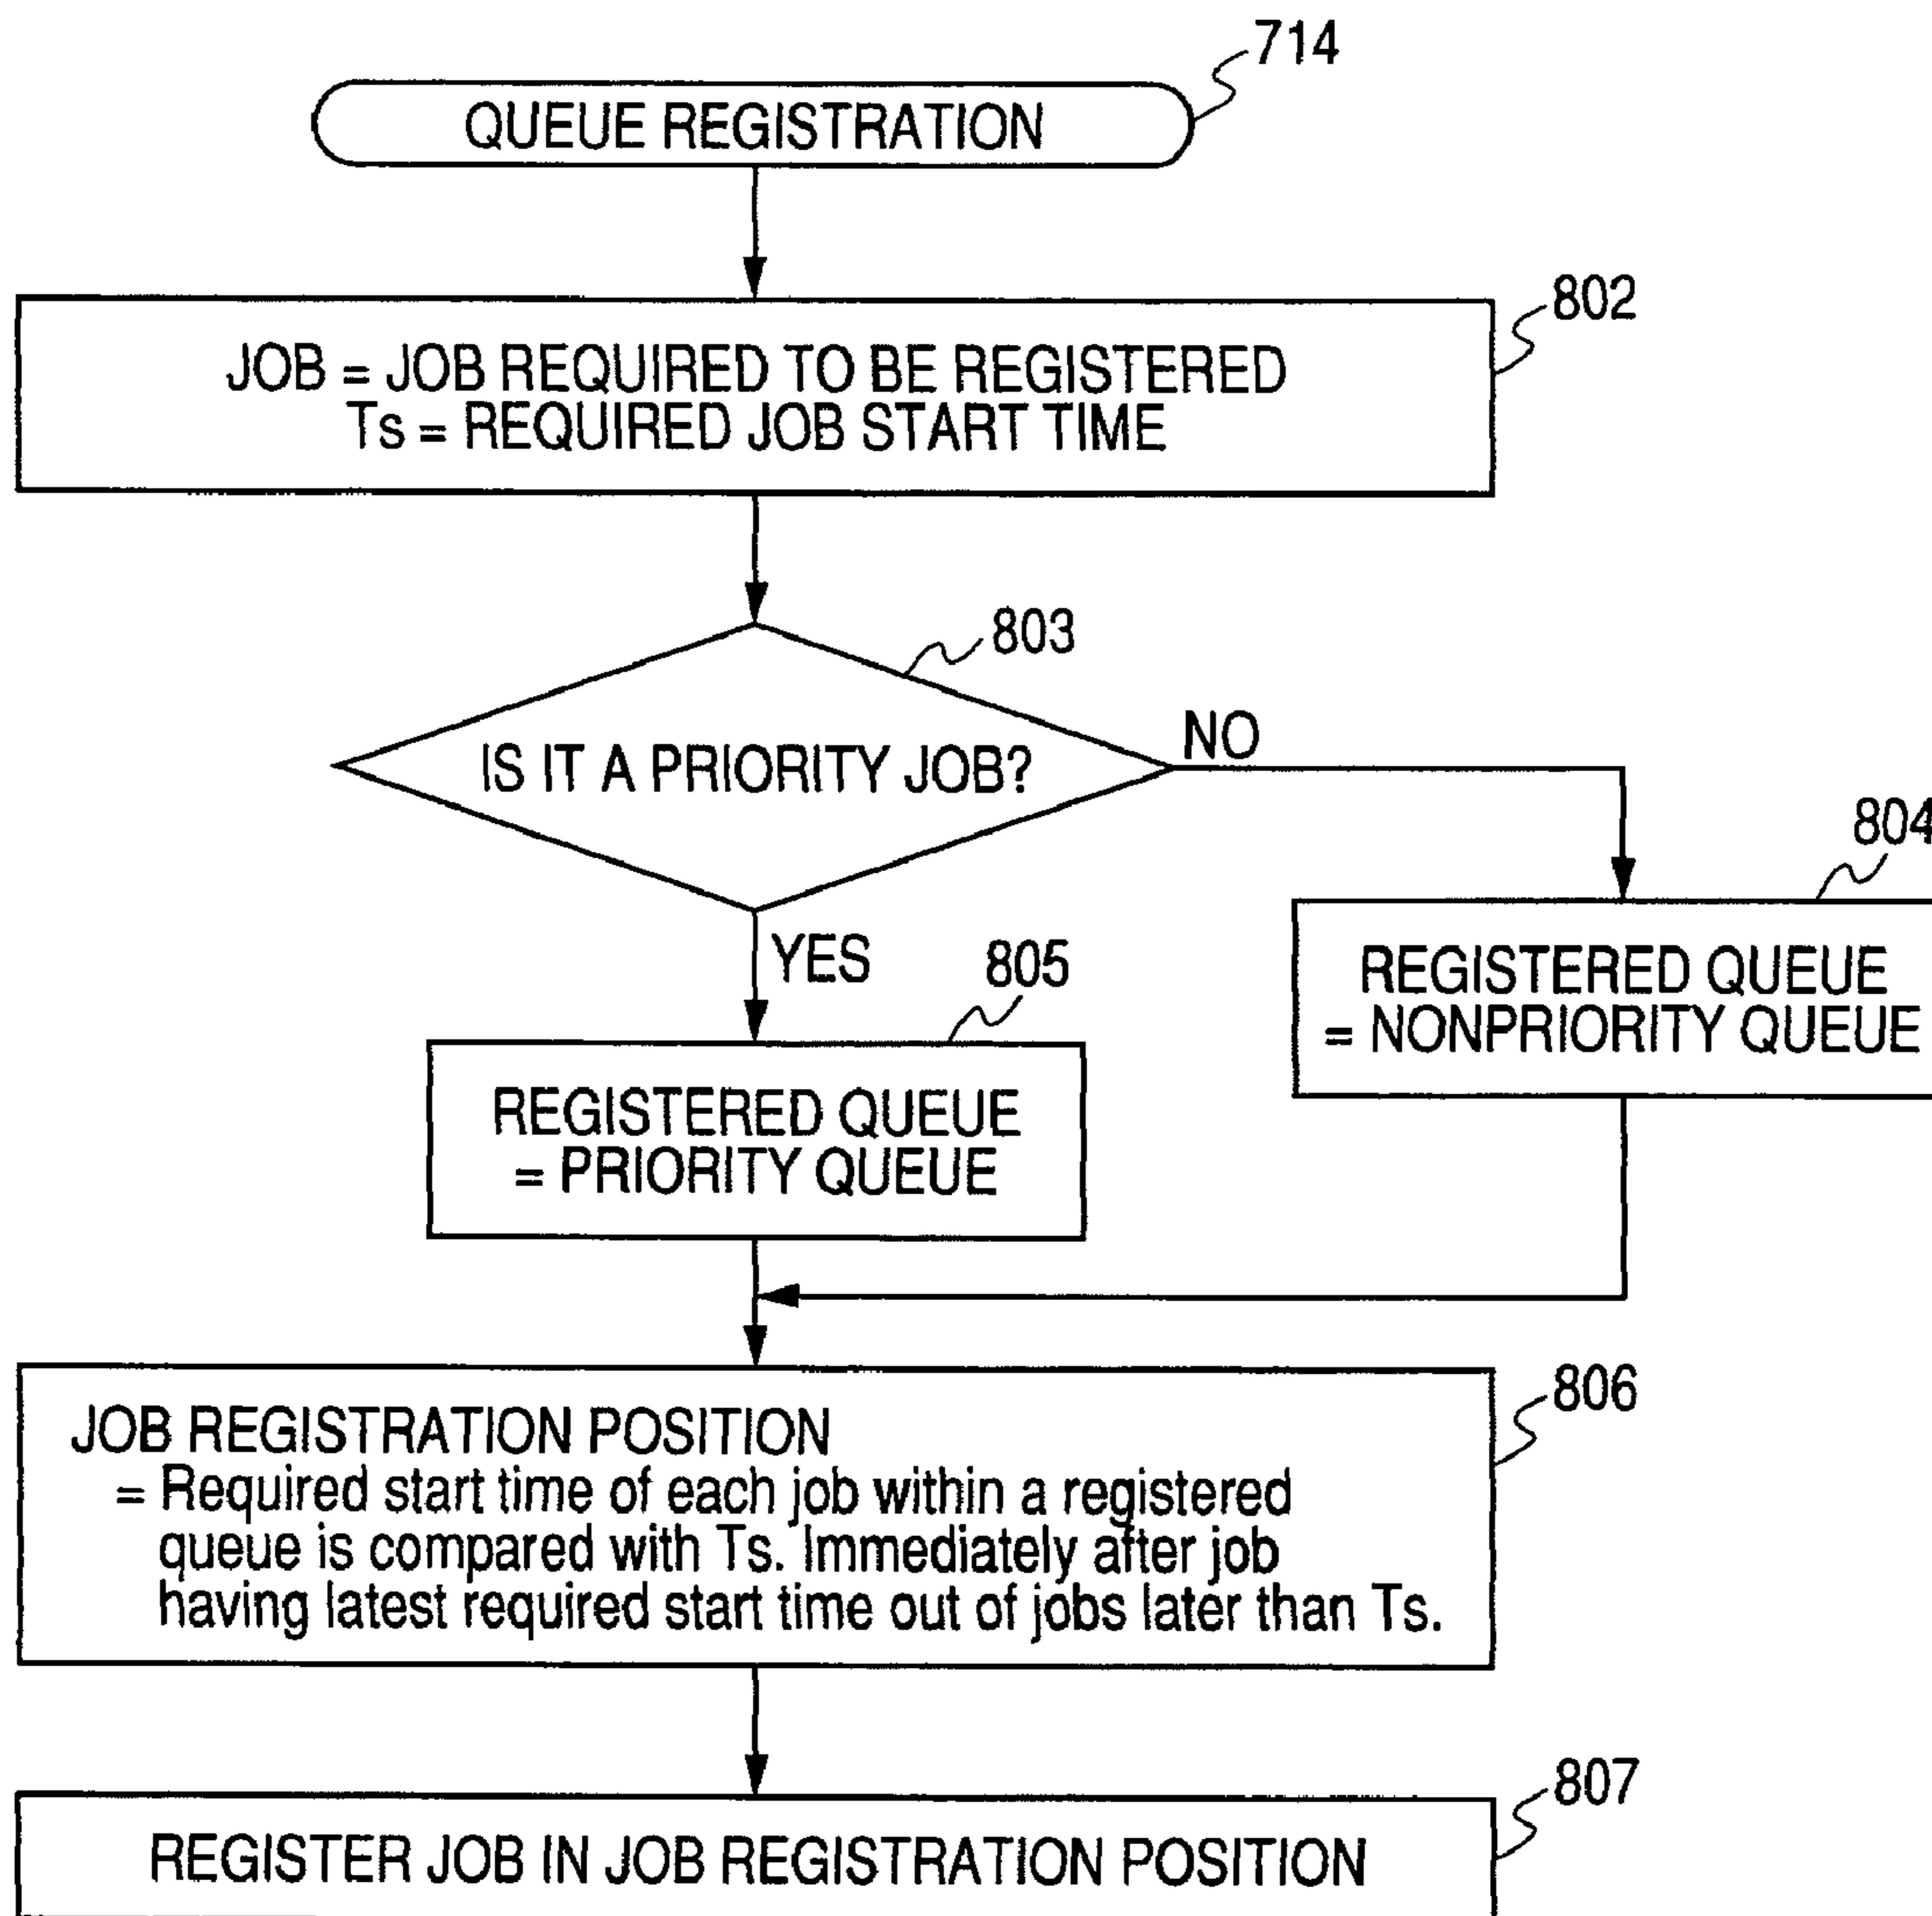 714
QUEUE REGISTRATION
802
JOB = JOB REQUIRED TO BE REGISTERED
Ts = REQUIRED JOB START TIME
803
IS IT A PRIORITY JOB?
NO
804
YES
805
REGISTERED QUEUE
= NONPRIORITY QUEUE
REGISTERED QUEUE
= PRIORITY QUEUE
806
JOB REGISTRATION POSITION
= Required start time of each job within a registered
queue is compared with Ts. Immediately after job
having latest required start time out of jobs later than Ts.
807
REGISTER JOB IN JOB REGISTRATION POSITION